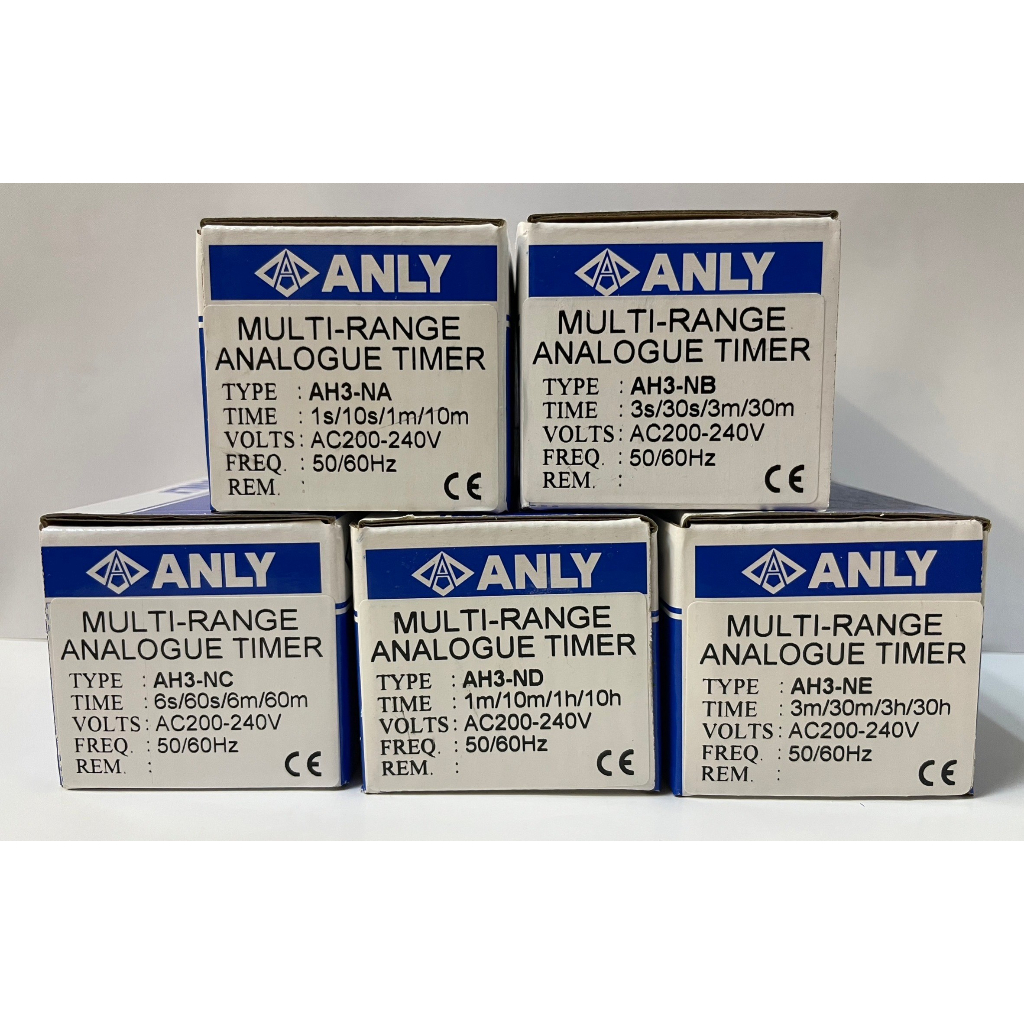 ANLY
MULTI-RANGE
ANALOGUE TIMER
TYPE : AH3-NA
TIME : 1s/10s/1m/10m
VOLTS : AC200-240V
FREQ. : 50/60Hz
REM. :
CE
ANLY
MULTI-RANGE
ANALOGUE TIMER
TYPE : AH3-NB
TIME : 3s/30s/3m/30m
VOLTS : AC200-240V
FREQ. : 50/60Hz
REM. :
CE
ANLY
MULTI-RANGE
ANALOGUE TIMER
TYPE : AH3-NC
TIME : 6s/60s/6m/60m
VOLTS : AC200-240V
FREQ. : 50/60Hz
REM. :
CE
ANLY
MULTI-RANGE
ANALOGUE TIMER
TYPE : AH3-ND
TIME : 1m/10m/1h/10h
VOLTS : AC200-240V
FREQ. : 50/60Hz
REM. :
CE
ANLY
MULTI-RANGE
ANALOGUE TIMER
TYPE : AH3-NE
TIME : 3m/30m/3h/30h
VOLTS : AC200-240V
FREQ. : 50/60Hz
REM. :
CE